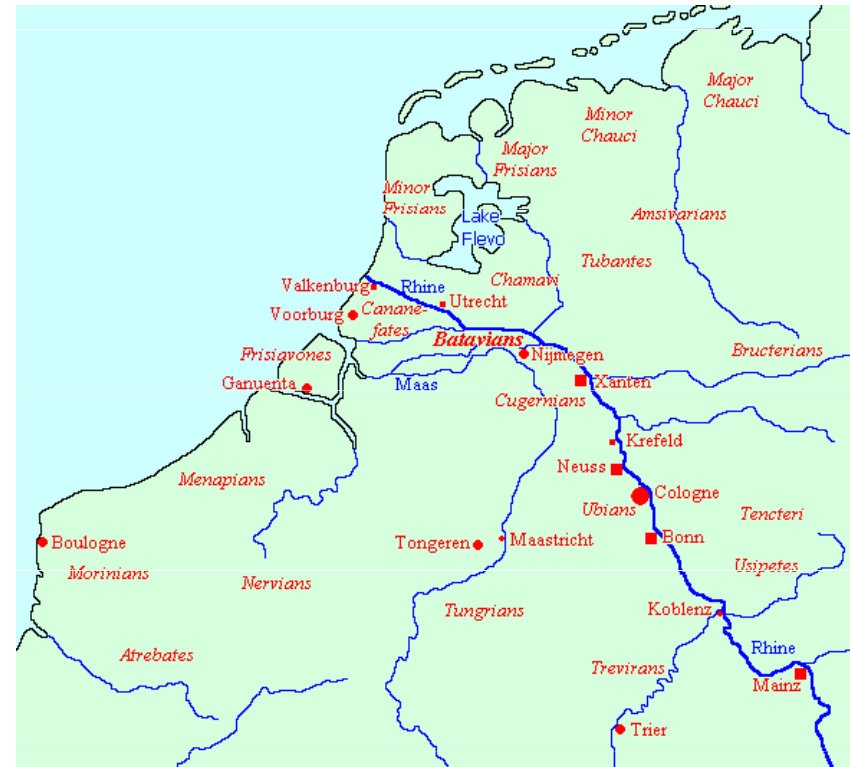 Major
Chauci
Minor
Chauci
Major
Frisians
Minor
Frisians
Lake
Flevo
Amsivarians
Tubantes
Chamavi
Valkenburg
Rhine
Utrecht
Voorburg
Canane-
fates
Batavians
Bructerians
Frisiavones
Nijmegen
Ganuenta
Maas
Xanten
Cugernians
Krefeld
Neuss
Menapians
Cologne
Ubians
Tencteri
Boulogne
Tongeren
Maastricht
Bonn
Morinians
Nervians
Usipetes
Tungrians
Koblenz
Atrebates
Rhine
Trevirans
Mainz
Trier